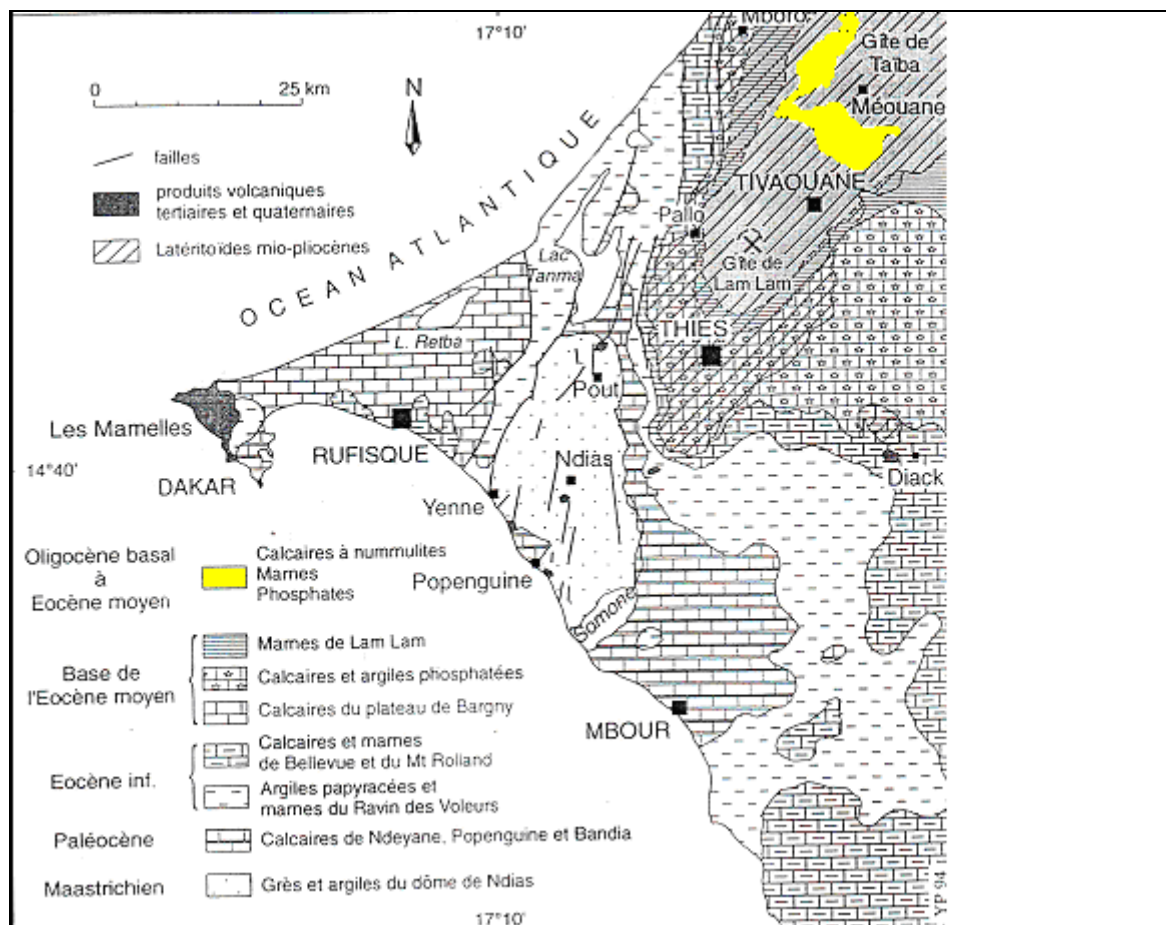 17°10'
Mboro
Gîte de
Taïba
0 25 km
N
Méouane
OCEAN ATLANTIQUE
failles
produits volcaniques
tertiaires et quaternaires
TIVAOUANE
Pallo
Latéritoïdes mio-pliocènes
Lac
Tanma
Gîte de
Lam Lam
L. Retba
THIES
Pout
Les Mamelles
RUFISQUE
14°40'
Ndias
DAKAR
Diack
Yenne
Oligocène basal
à
Eocène moyen
Calcaires à nummulites
Marnes
Phosphates
Popenguine
Somone
Marnes de Lam Lam
Base de
l'Eocène moyen
Calcaires et argiles phosphatées
Calcaires du plateau de Bargny
MBOUR
Calcaires et marnes
de Bellevue et du Mt Rolland
Eocène inf.
Argiles papyracées et
marnes du Ravin des Voleurs
Paléocène
Calcaires de Ndeyane, Popenguine et Bandia
Maastrichien
Grès et argiles du dôme de Ndias
YP 94
17°10'